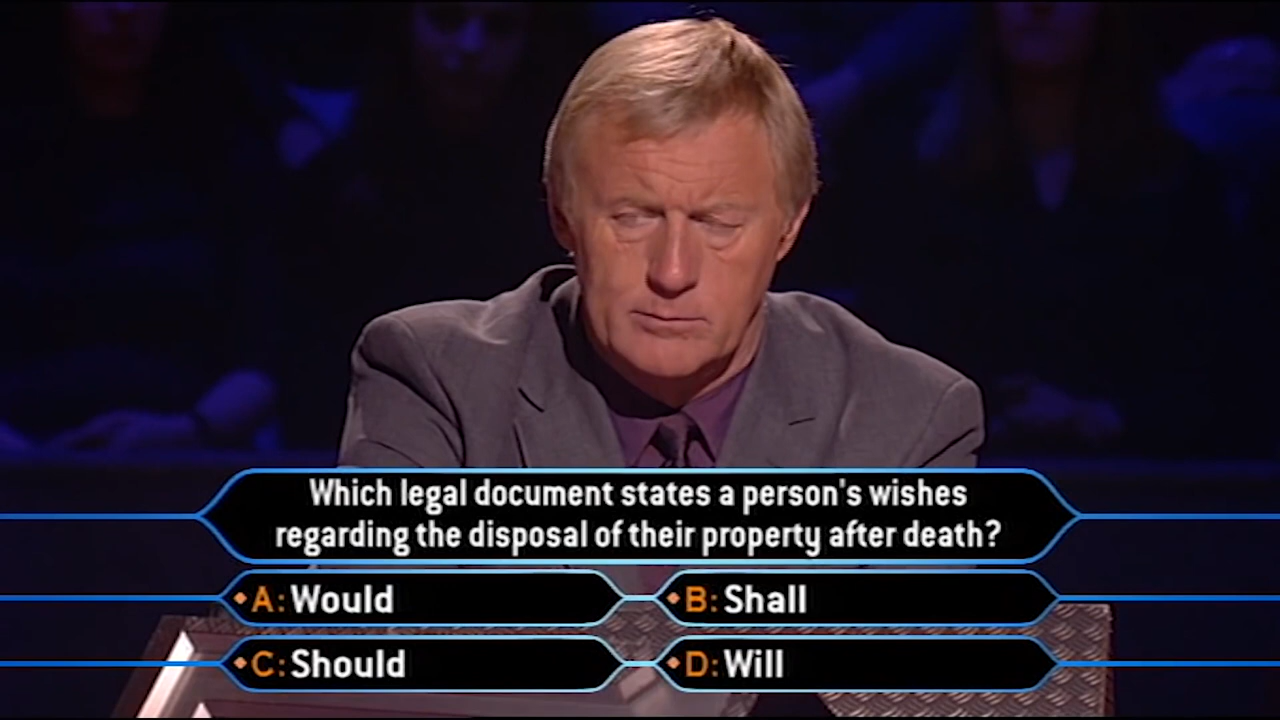 Which legal document states a person's wishes
regarding the disposal of their property after death?
A: Would
B: Shall
C: Should
D: Will